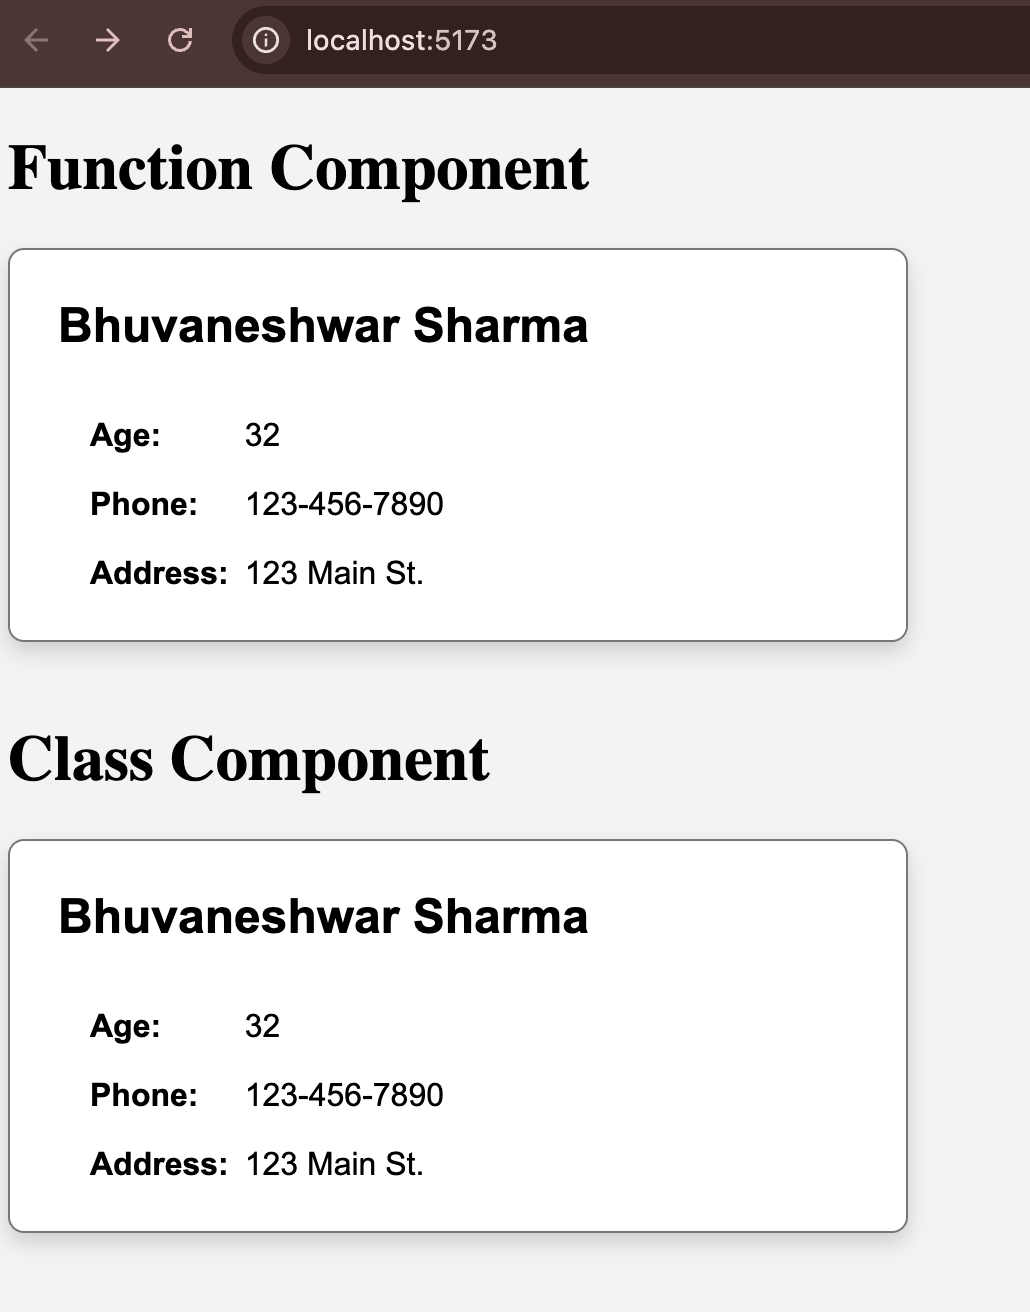 localhost:5173
Function Component
Bhuvaneshwar Sharma
Age: 32
Phone: 123-456-7890
Address: 123 Main St.
Class Component
Bhuvaneshwar Sharma
Age: 32
Phone: 123-456-7890
Address: 123 Main St.